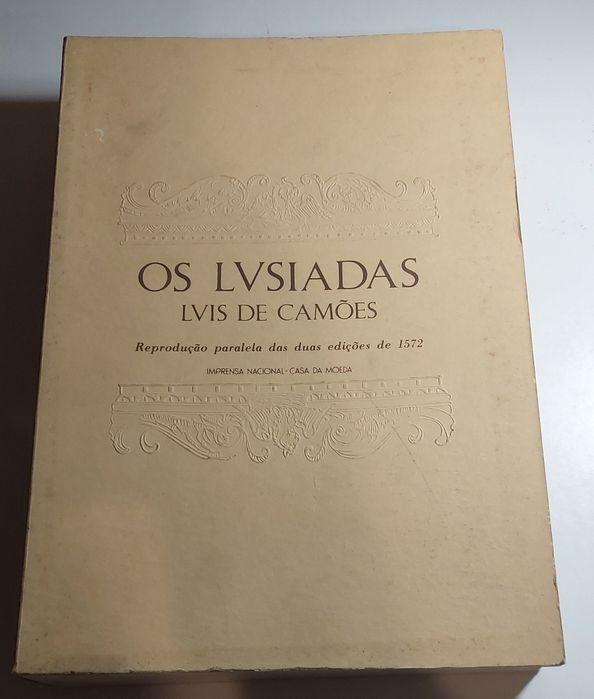 OS LVSIADAS
LVIS DE CAMÕES
Reprodução paralela das duas edições de 1572
IMPRENSA NACIONAL-CASA DA MOEDA